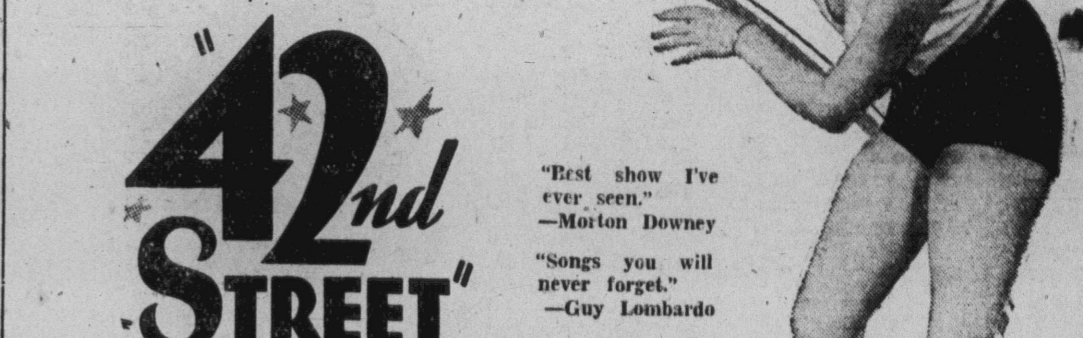 "42nd
STREET"
"Best show I've
ever seen."
—Morton Downey
"Songs you will
never forget."
—Guy Lombardo